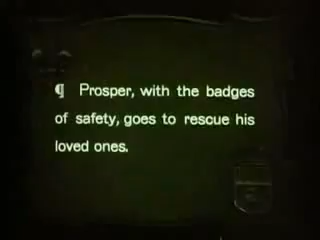 ¶ Prosper, with the badges
of safety, goes to rescue his
loved ones.